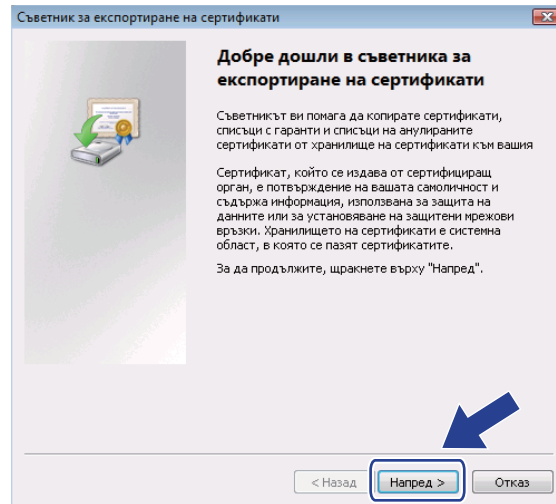 Съветник за експортиране на сертификати
Добре дошли в съветника за
експортиране на сертификати
Съветникът ви помага да копирате сертификати,
списъци с гаранти и списъци на анулираните
сертификати от хранилище на сертификати към вашия
Сертификат, който се издава от сертифициращ
орган, е потвърждение на вашата самоличност и
съдържа информация, използвана за защита на
данните или за установяване на защитени мрежови
връзки. Хранилището на сертификати е системна
област, в която се пазят сертификатите.
За да продължите, щракнете върху "Напред".
< Назад Напред > Отказ